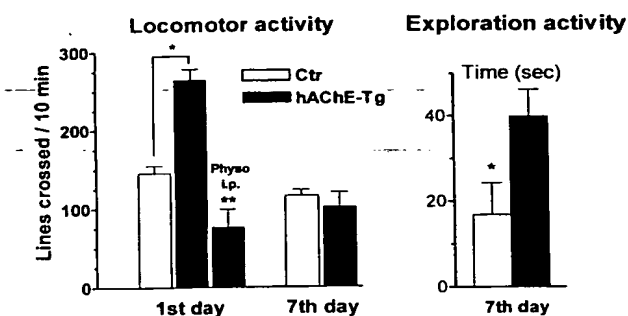 Locomotor activity
Exploration activity
Lines crossed / 10 min
300
200
100
0
*
Ctr
hAChE-Tg
Physo
i.p.
**
1st day
7th day
Time (sec)
40
20
0
*
7th day